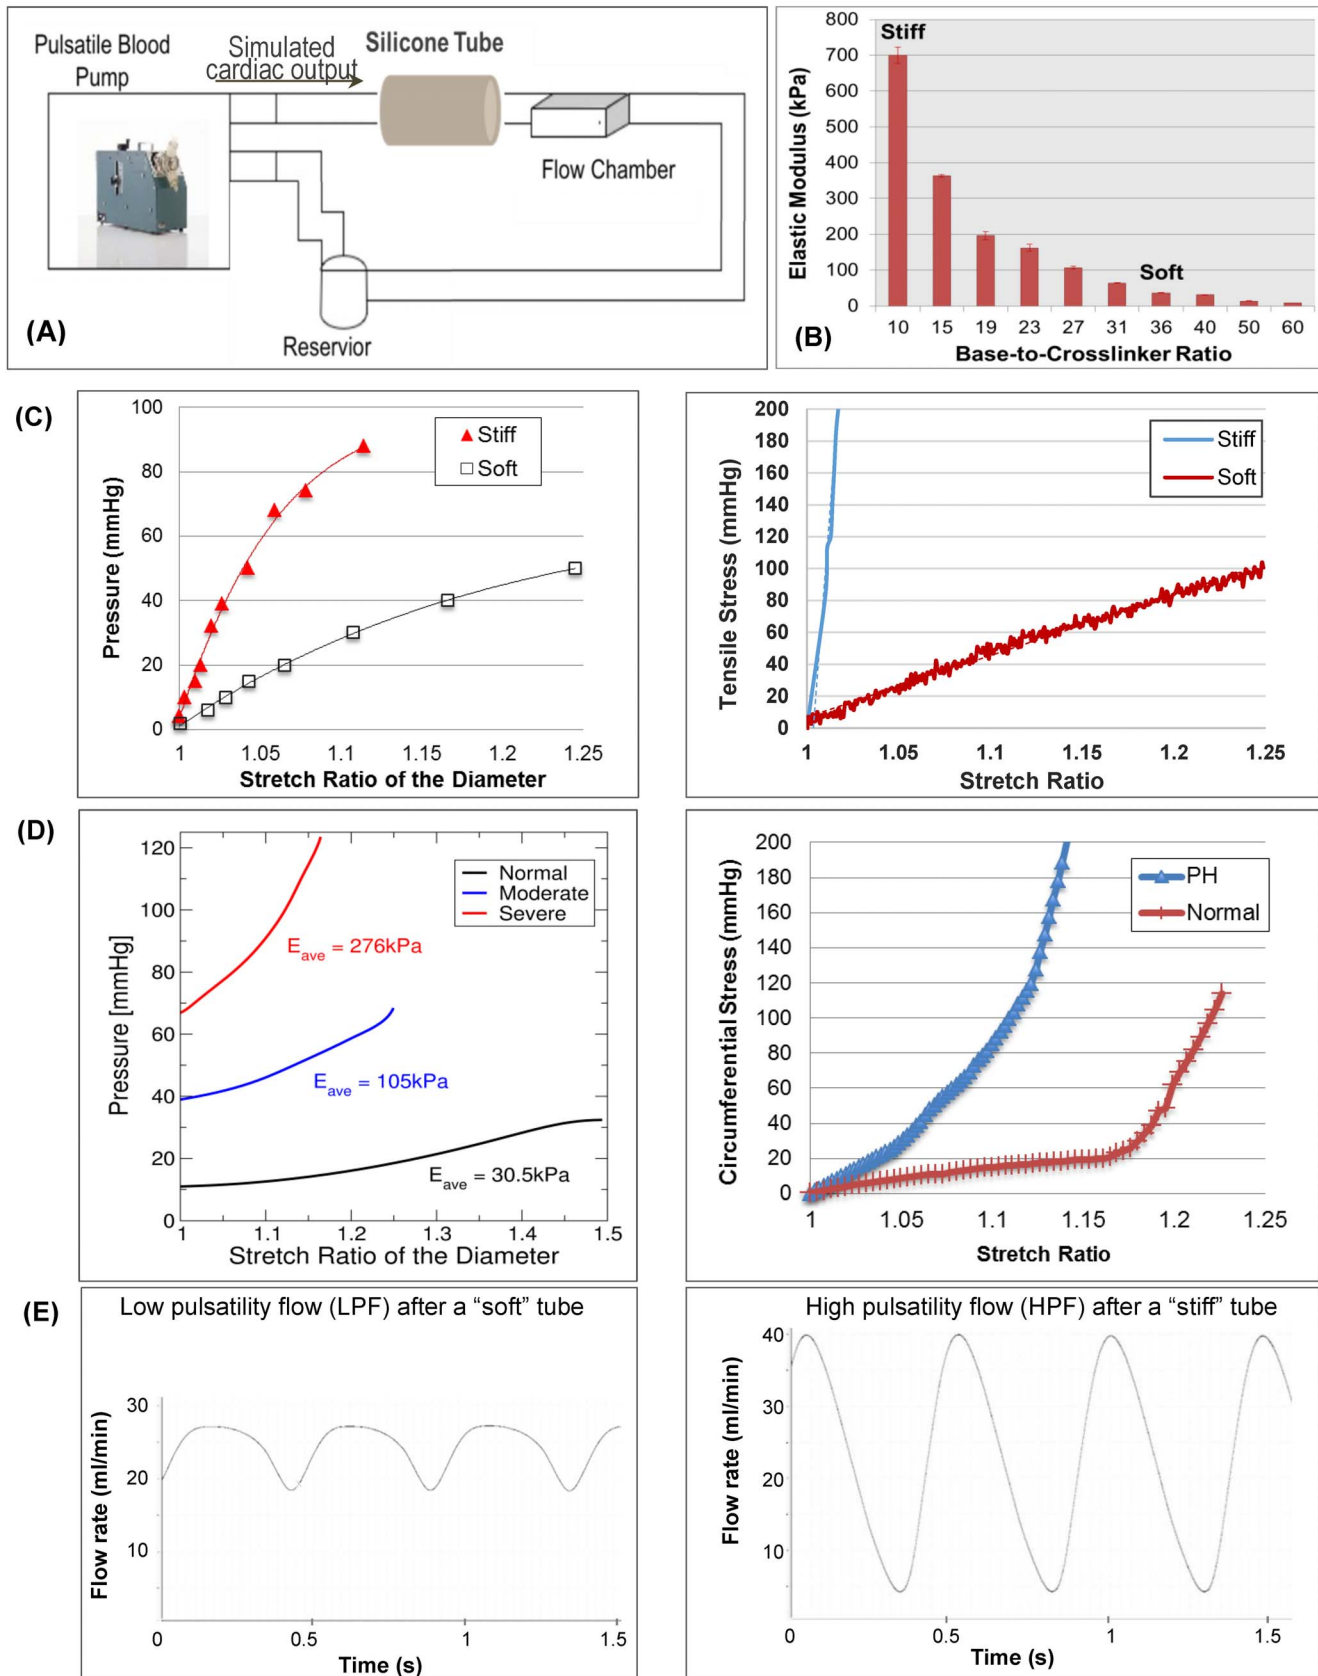 Pulsatile Blood
Pump
Simulated
cardiac output
Silicone Tube
Flow Chamber
Reservior
(A)
800
700
600
500
400
300
200
100
0
Elastic Modulus (kPa)
Stiff
Soft
10 15 19 23 27 31 36 40 50 60
Base-to-Crosslinker Ratio
(B)
(C)
100
80
60
40
20
0
Pressure (mmHg)
Stiff
Soft
1 1.05 1.1 1.15 1.2 1.25
Stretch Ratio of the Diameter
200
180
160
140
120
100
80
60
40
20
0
Tensile Stress (mmHg)
Stiff
Soft
1 1.05 1.1 1.15 1.2 1.25
Stretch Ratio
(D)
120
100
80
60
40
20
0
Pressure [mmHg]
Normal
Moderate
Severe
E_ave = 276kPa
E_ave = 105kPa
E_ave = 30.5kPa
1 1.1 1.2 1.3 1.4 1.5
Stretch Ratio of the Diameter
200
180
160
140
120
100
80
60
40
20
0
Circumferential Stress (mmHg)
PH
Normal
1 1.05 1.1 1.15 1.2 1.25
Stretch Ratio
(E)
Low pulsatility flow (LPF) after a “soft” tube
30
20
10
Flow rate (ml/min)
0 0.5 1 1.5
Time (s)
High pulsatility flow (HPF) after a “stiff” tube
40
30
20
10
Flow rate (ml/min)
0 0.5 1 1.5
Time (s)